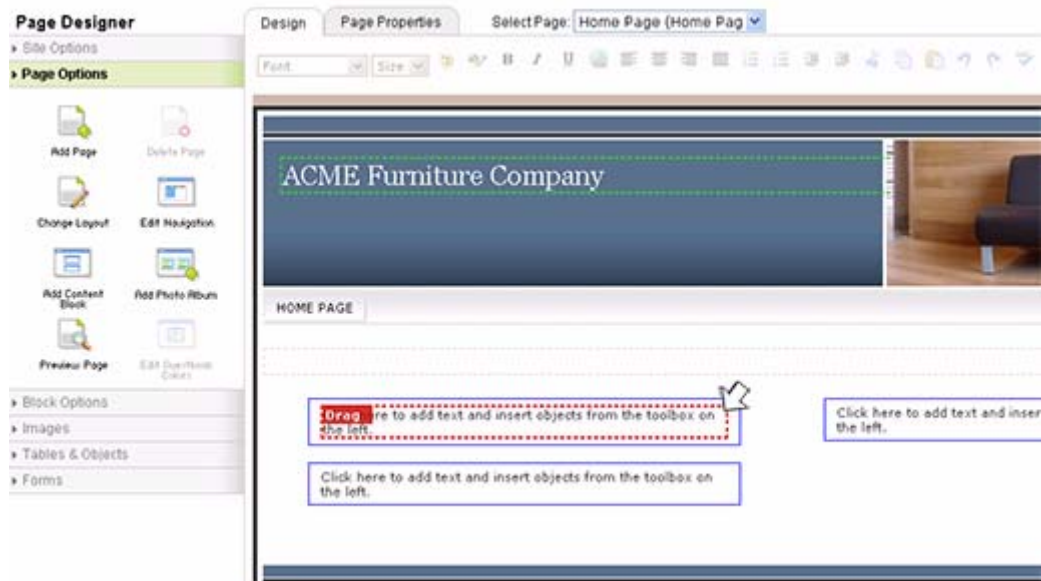 Page Designer
Site Options
Page Options
Add Page
Delete Page
Change Layout
Edit Navigation
Add Content
Block
Add Photo Album
Preview Page
Edit
Colors
Block Options
Images
Tables & Objects
Forms
Design
Page Properties
Select Page: Home Page (Home Pag
Font
Size
B I U
ACME Furniture Company
HOME PAGE
Drag re to add text and insert objects from the toolbox on
the left.
Click here to add text and inser
the left.
Click here to add text and insert objects from the toolbox on
the left.